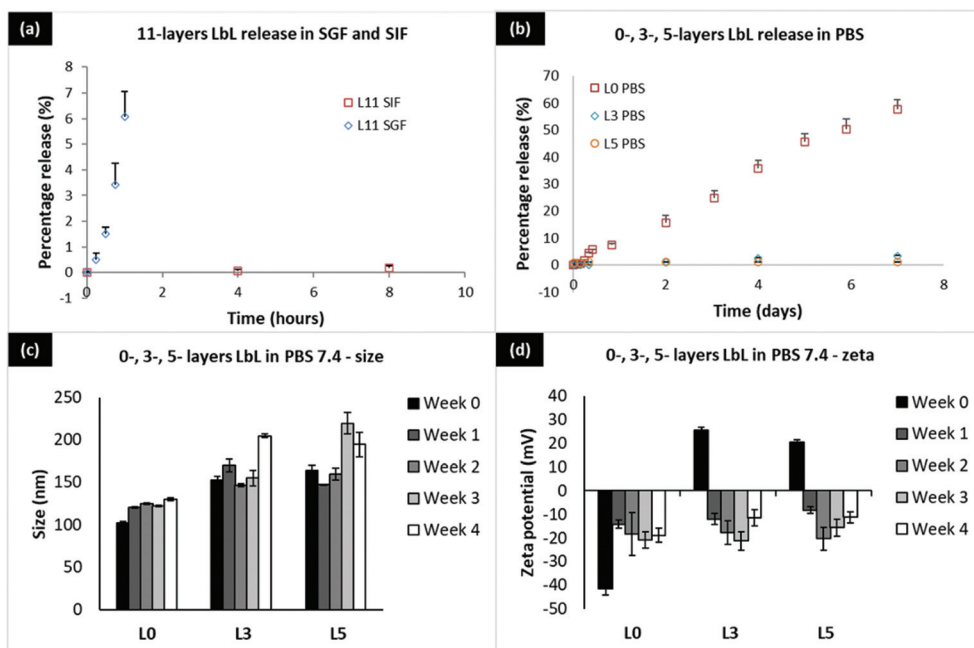 (a)
11-layers LbL release in SGF and SIF
Percentage release (%)
8
7
6
5
4
3
2
1
0
-1
0 2 4 6 8 10
Time (hours)
L11 SIF
L11 SGF
(b)
0-, 3-, 5-layers LbL release in PBS
Percentage release (%)
70
60
50
40
30
20
10
0
-10
0 2 4 6 8
Time (days)
L0 PBS
L3 PBS
L5 PBS
(c)
0-, 3-, 5- layers LbL in PBS 7.4 - size
Size (nm)
250
200
150
100
50
0
L0 L3 L5
Week 0
Week 1
Week 2
Week 3
Week 4
(d)
0-, 3-, 5- layers LbL in PBS 7.4 - zeta
Zeta potential (mV)
40
30
20
10
0
-10
-20
-30
-40
-50
L0 L3 L5
Week 0
Week 1
Week 2
Week 3
Week 4